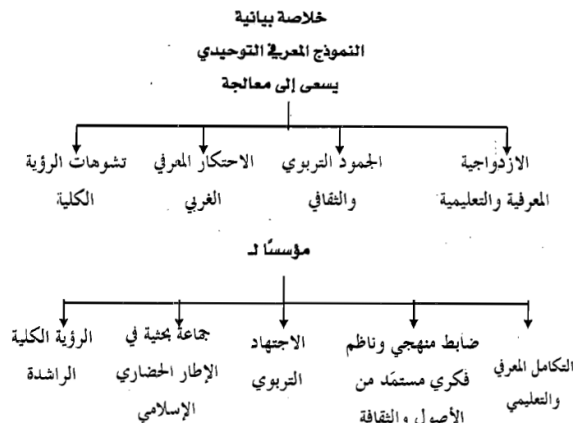 خلاصة بيانية
النموذج المعرفي التوحيدي
يسعى إلى معالجة
الازدواجية
المعرفية والتعليمية
الجمود التربوي
والثقافي
الاحتكار المعرفي
الغربي
تشوهات الرؤية
الكلية
مؤسسًا لـ
التكامل المعرفي
والتعليمي
ضابط منهجي وناظم
فكري مستمَد من
الأصول والثقافة
الاجتهاد
التربوي
جماعة بحثية في
الإطار الحضاري
الإسلامي
الرؤية الكلية
الراشدة